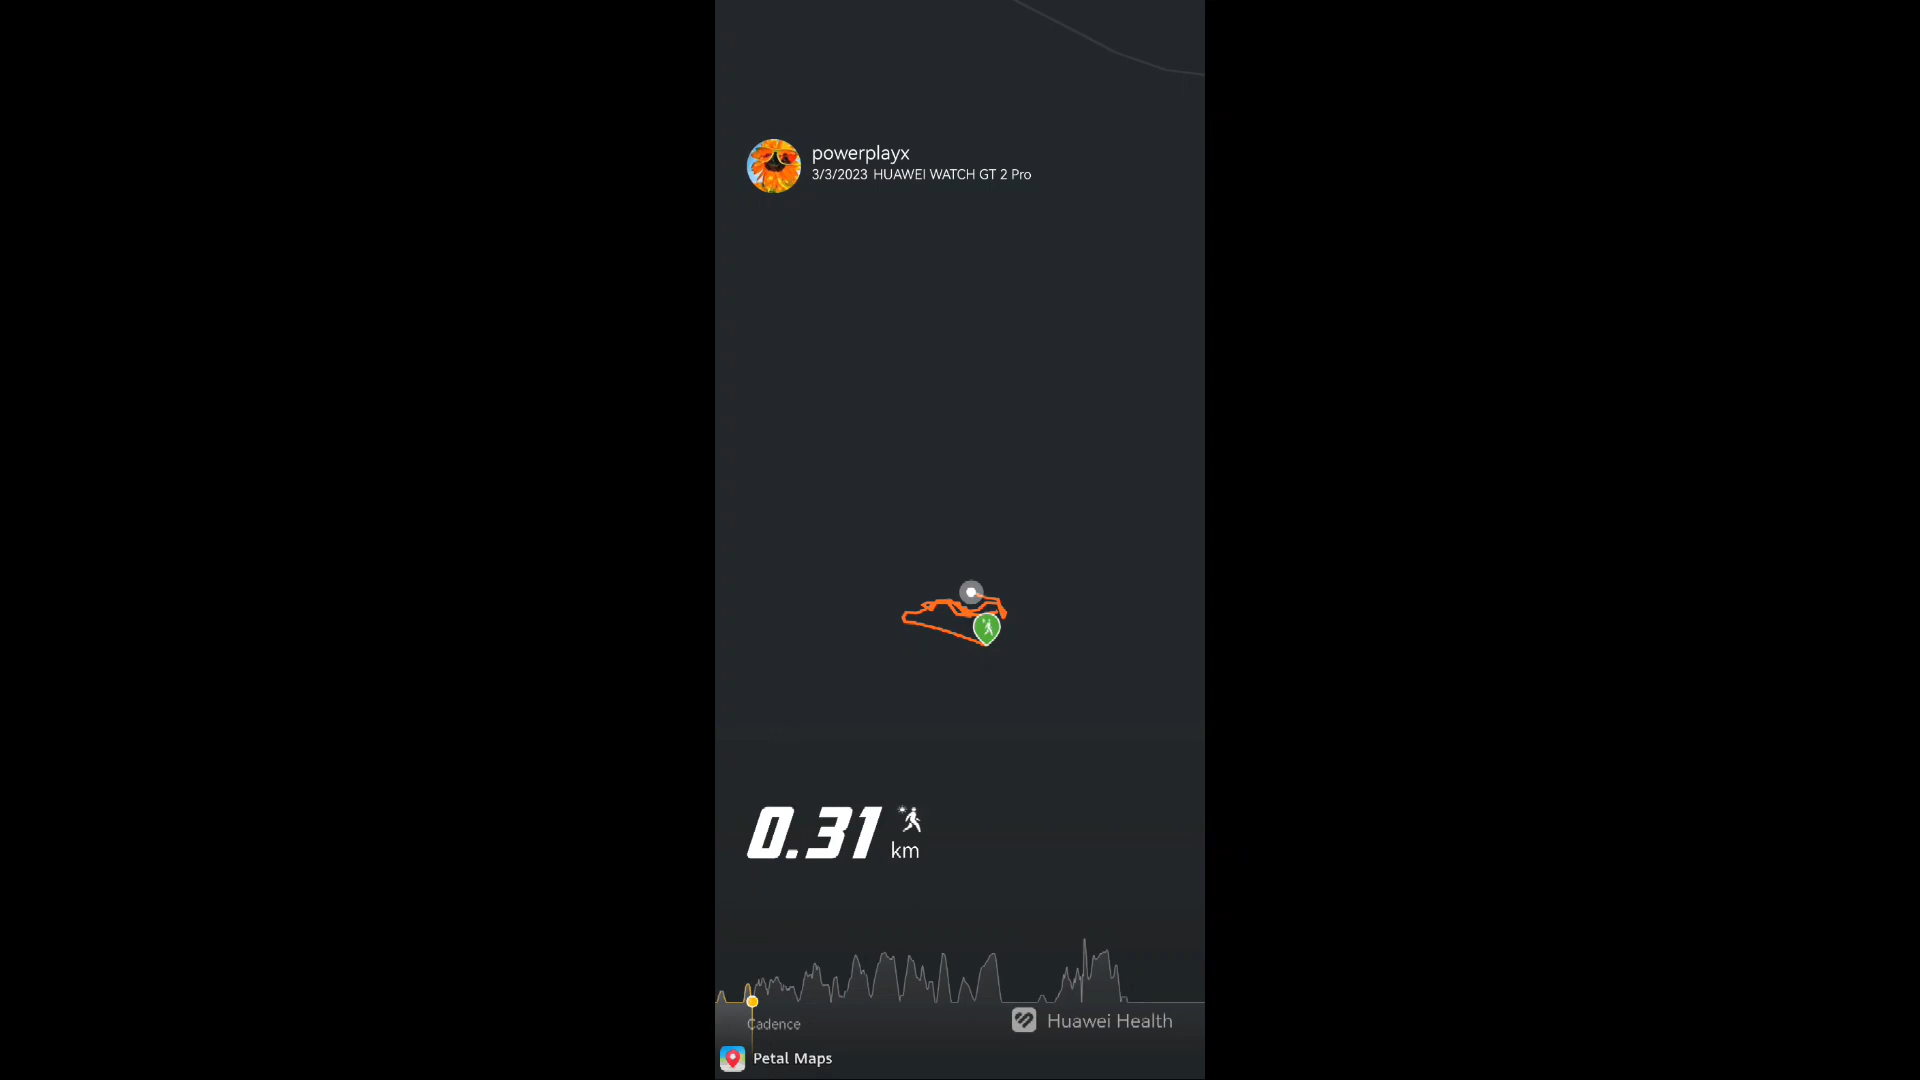 powerplayx
3/3/2023 HUAWEI WATCH GT 2 Pro
0.31 km
Cadence
Huawei Health
Petal Maps